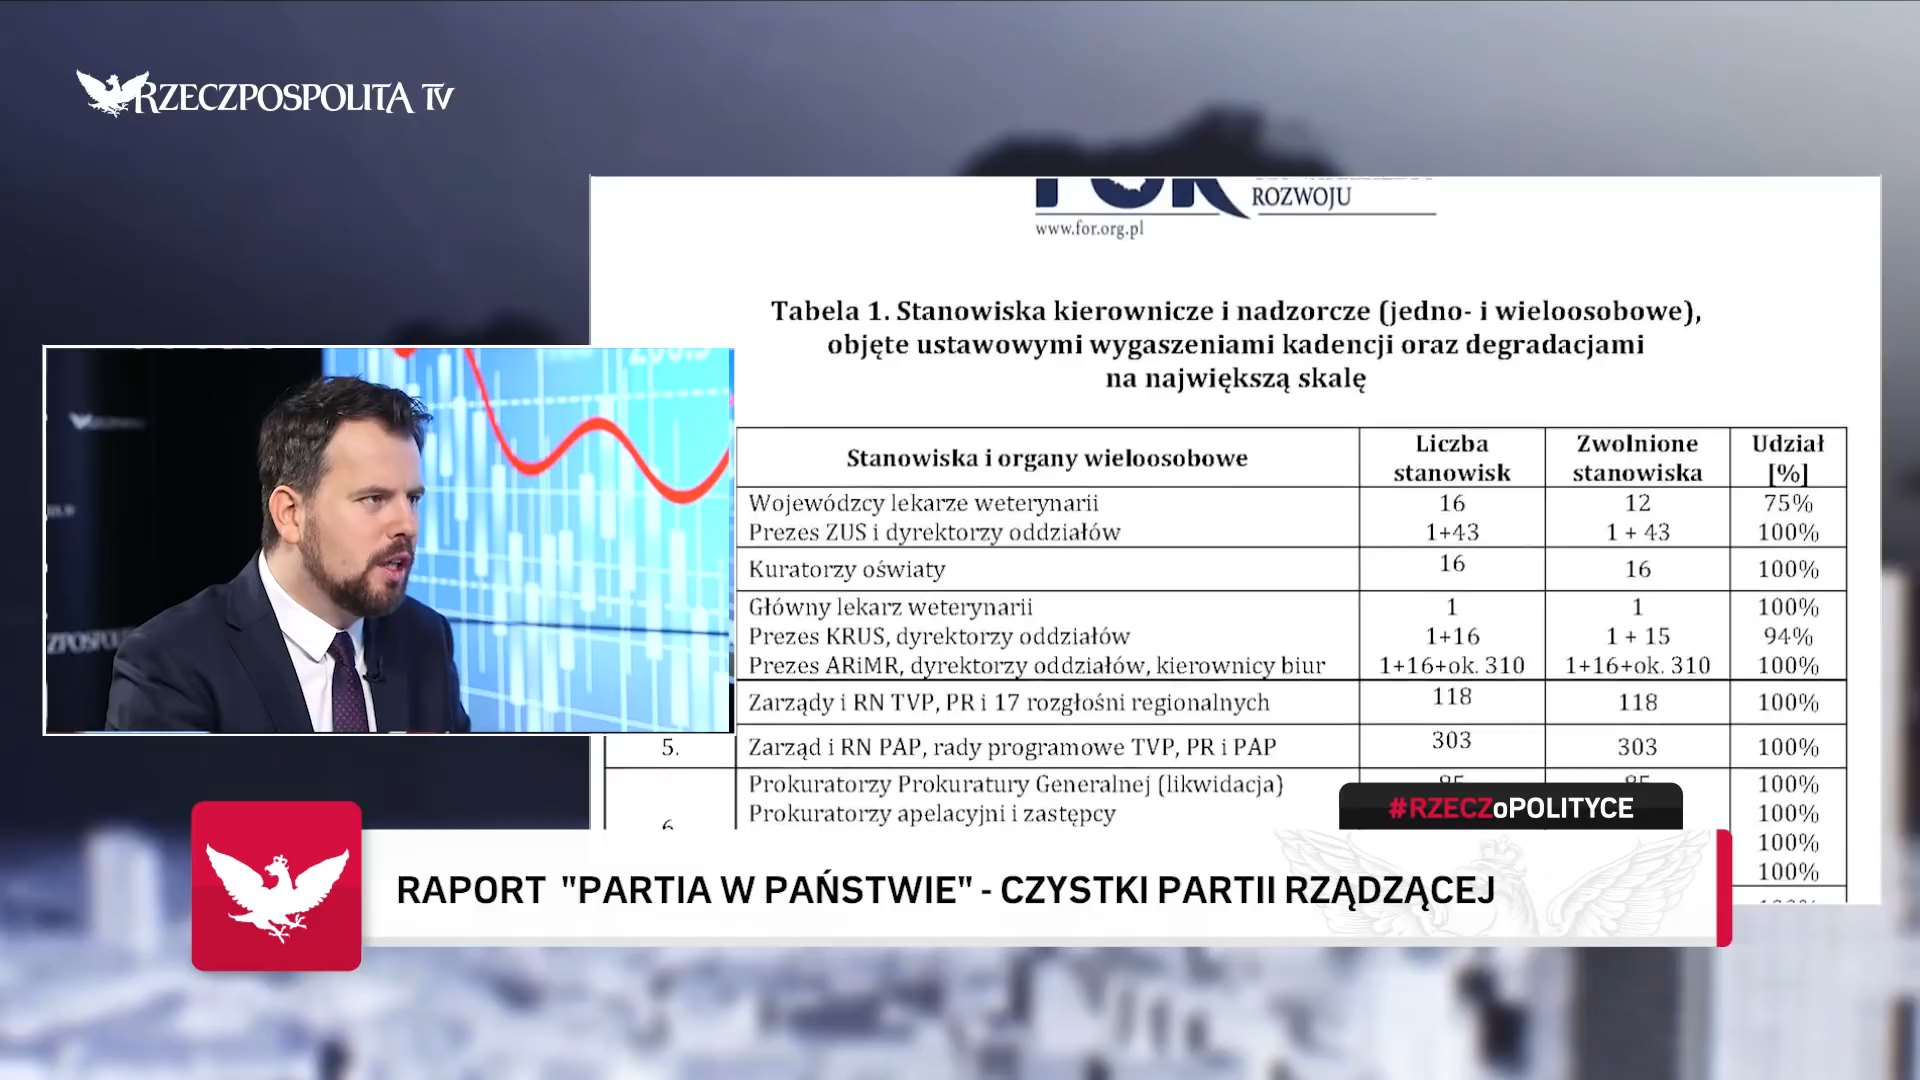 RZECZPOSPOLITA TV
FOR
ROZWOJU
www.for.org.pl
Tabela 1. Stanowiska kierownicze i nadzorcze (jedno- i wieloosobowe),
objęte ustawowymi wygaszeniami kadencji oraz degradacjami
na największą skalę
Stanowiska i organy wieloosobowe Liczba stanowisk Zwolnione stanowiska Udział [%]
Wojewódzcy lekarze weterynarii 16 12 75%
Prezes ZUS i dyrektorzy oddziałów 1+43 1 + 43 100%
Kuratorzy oświaty 16 16 100%
Główny lekarz weterynarii 1 1 100%
Prezes KRUS, dyrektorzy oddziałów 1+16 1 + 15 94%
Prezes ARiMR, dyrektorzy oddziałów, kierownicy biur 1+16+ok. 310 1+16+ok. 310 100%
Zarządy i RN TVP, PR i 17 rozgłośni regionalnych 118 118 100%
5. Zarząd i RN PAP, rady programowe TVP, PR i PAP 303 303 100%
Prokuratorzy Prokuratury Generalnej (likwidacja) 100%
6. Prokuratorzy apelacyjni i zastępcy 100%
100%
100%
#RZECZoPOLITYCE
RAPORT "PARTIA W PAŃSTWIE" - CZYSTKI PARTII RZĄDZĄCEJ